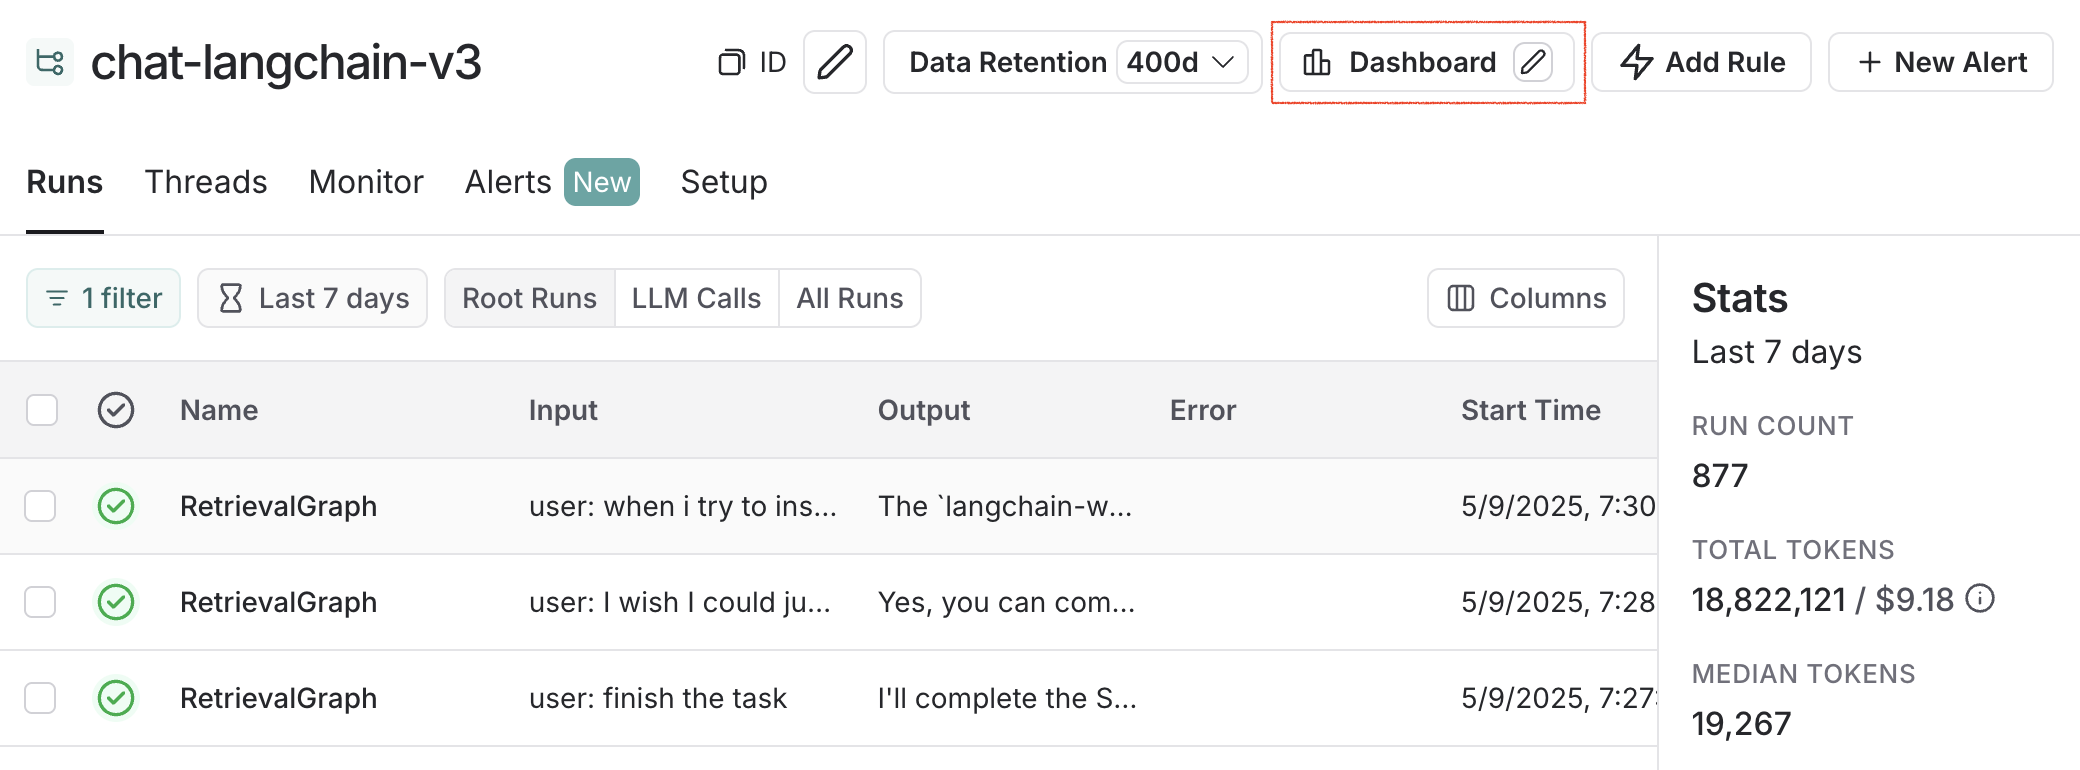 chat-langchain-v3
ID
Data Retention 400d
Dashboard
Add Rule
New Alert
Runs Threads Monitor Alerts New Setup
1 filter
Last 7 days
Root Runs LLM Calls All Runs
Columns
Name Input Output Error Start Time
RetrievalGraph user: when i try to ins... The `langchain-w... 5/9/2025, 7:30
RetrievalGraph user: I wish I could ju... Yes, you can com... 5/9/2025, 7:28
RetrievalGraph user: finish the task I'll complete the S... 5/9/2025, 7:27:
Stats
Last 7 days
RUN COUNT
877
TOTAL TOKENS
18,822,121 / $9.18
MEDIAN TOKENS
19,267